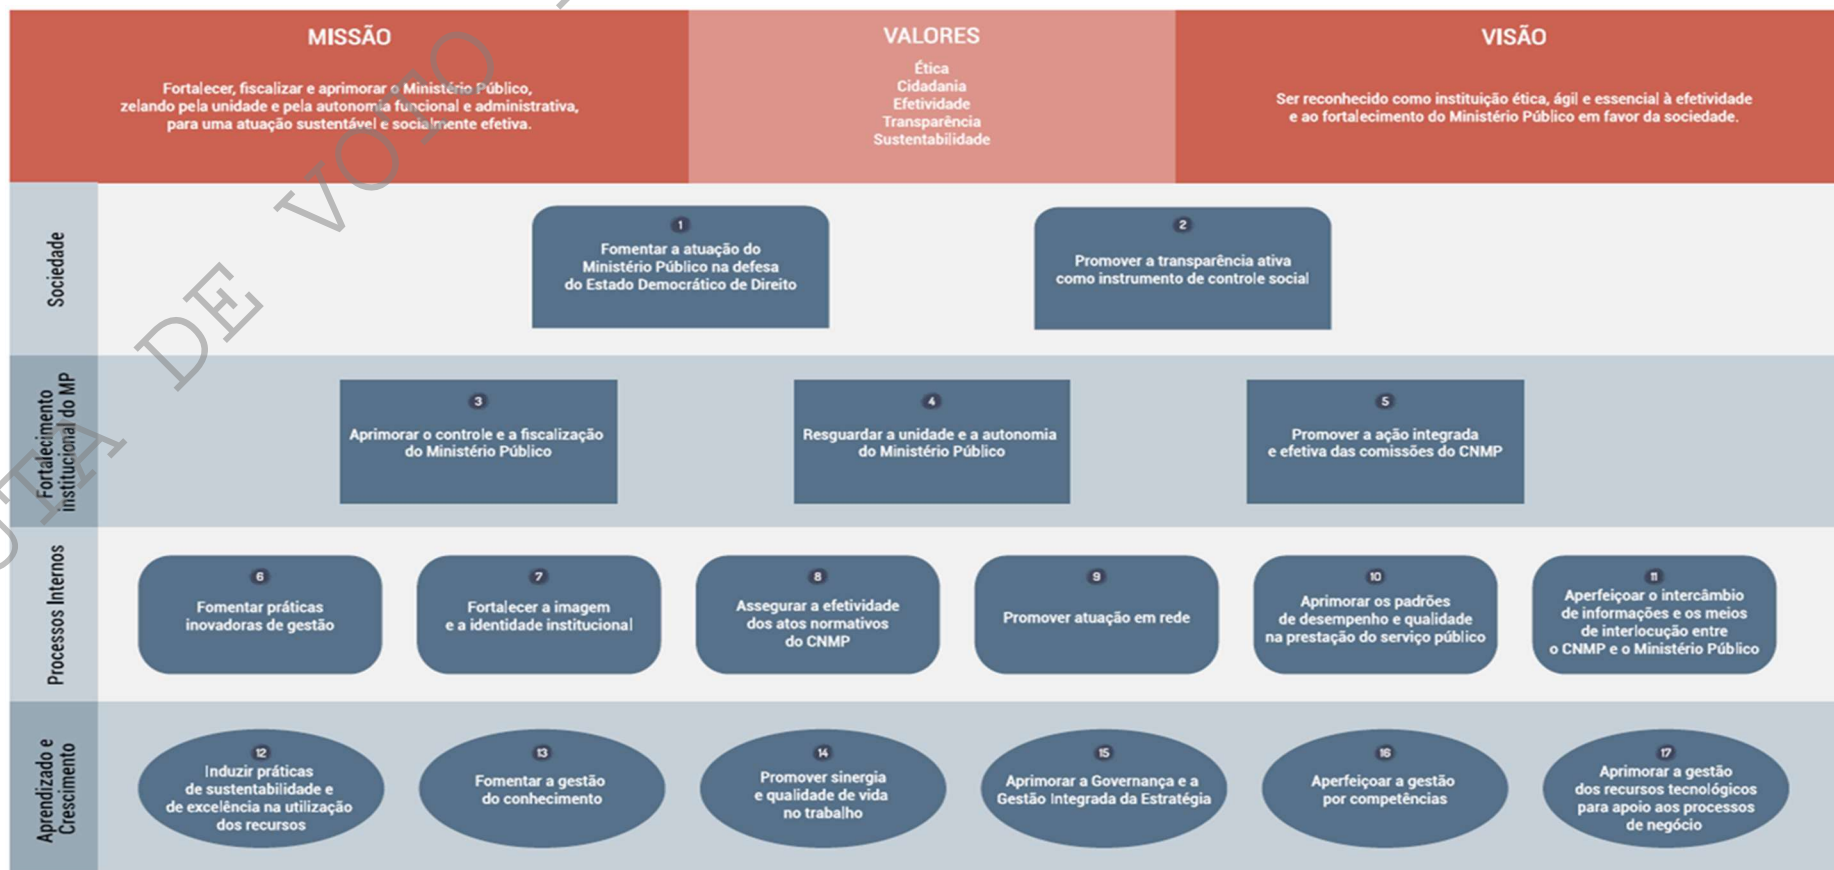 MISSÃO
Fortalecer, fiscalizar e aprimorar o Ministério Público,
zelando pela unidade e pela autonomia funcional e administrativa,
para uma atuação sustentável e socialmente efetiva.
VALORES
Ética
Cidadania
Efetividade
Transparência
Sustentabilidade
VISÃO
Ser reconhecido como instituição ética, ágil e essencial à efetividade
e ao fortalecimento do Ministério Público em favor da sociedade.
Sociedade
1
Fomentar a atuação do
Ministério Público na defesa
do Estado Democrático de Direito
2
Promover a transparência ativa
como instrumento de controle social
Fortalecimento
institucional do MP
3
Aprimorar o controle e a fiscalização
do Ministério Público
4
Resguardar a unidade e a autonomia
do Ministério Público
5
Promover a ação integrada
e efetiva das comissões do CNMP
Processos Internos
6
Fomentar práticas
inovadoras de gestão
7
Fortalecer a imagem
e a identidade institucional
8
Assegurar a efetividade
dos atos normativos
do CNMP
9
Promover atuação em rede
10
Aprimorar os padrões
de desempenho e qualidade
na prestação do serviço público
11
Aperfeiçoar o intercâmbio
de informações e os meios
de interlocução entre
o CNMP e o Ministério Público
Aprendizado e
Crescimento
12
Induzir práticas
de sustentabilidade e
de excelência na utilização
dos recursos
13
Fomentar a gestão
do conhecimento
14
Promover sinergia
e qualidade de vida
no trabalho
15
Aprimorar a Governança e a
Gestão Integrada da Estratégia
16
Aperfeiçoar a gestão
por competências
17
Aprimorar a gestão
dos recursos tecnológicos
para apoio aos processos
de negócio
UTA DE VOTO